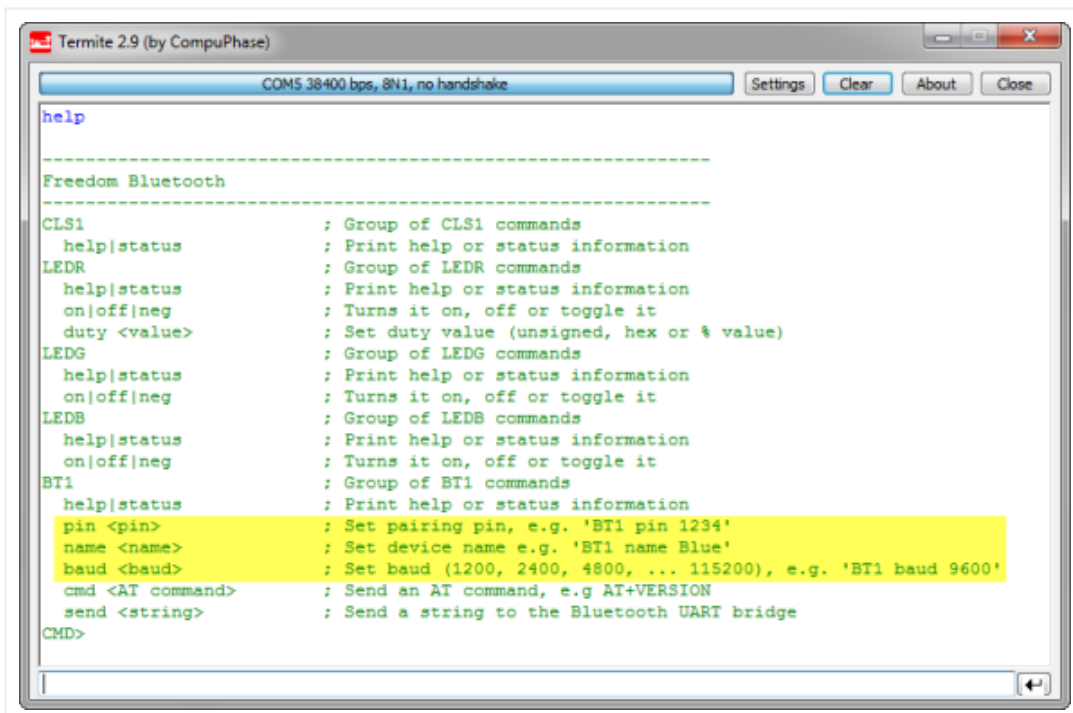 Termite 2.9 (by CompuPhase)
COM5 38400 bps, 8N1, no handshake Settings Clear About Close
help
---------------------------------------------------------------
Freedom Bluetooth
---------------------------------------------------------------
CLS1 ; Group of CLS1 commands
help|status ; Print help or status information
LEDR ; Group of LEDR commands
help|status ; Print help or status information
on|off|neg ; Turns it on, off or toggle it
duty <value> ; Set duty value (unsigned, hex or % value)
LEDG ; Group of LEDG commands
help|status ; Print help or status information
on|off|neg ; Turns it on, off or toggle it
LEDB ; Group of LEDB commands
help|status ; Print help or status information
on|off|neg ; Turns it on, off or toggle it
BT1 ; Group of BT1 commands
help|status ; Print help or status information
pin <pin> ; Set pairing pin, e.g. 'BT1 pin 1234'
name <name> ; Set device name e.g. 'BT1 name Blue'
baud <baud> ; Set baud (1200, 2400, 4800, ... 115200), e.g. 'BT1 baud 9600'
cmd <AT command> ; Send an AT command, e.g AT+VERSION
send <string> ; Send a string to the Bluetooth UART bridge
CMD>